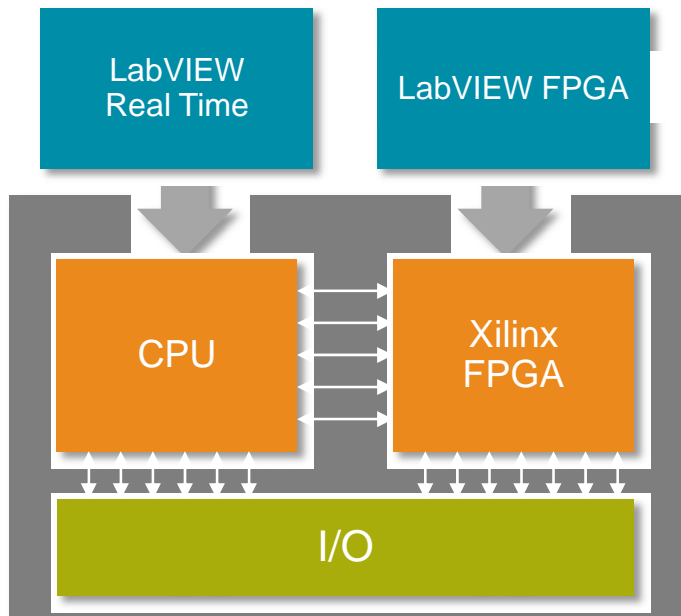 LabVIEW
Real Time
LabVIEW FPGA
CPU
Xilinx
FPGA
I/O